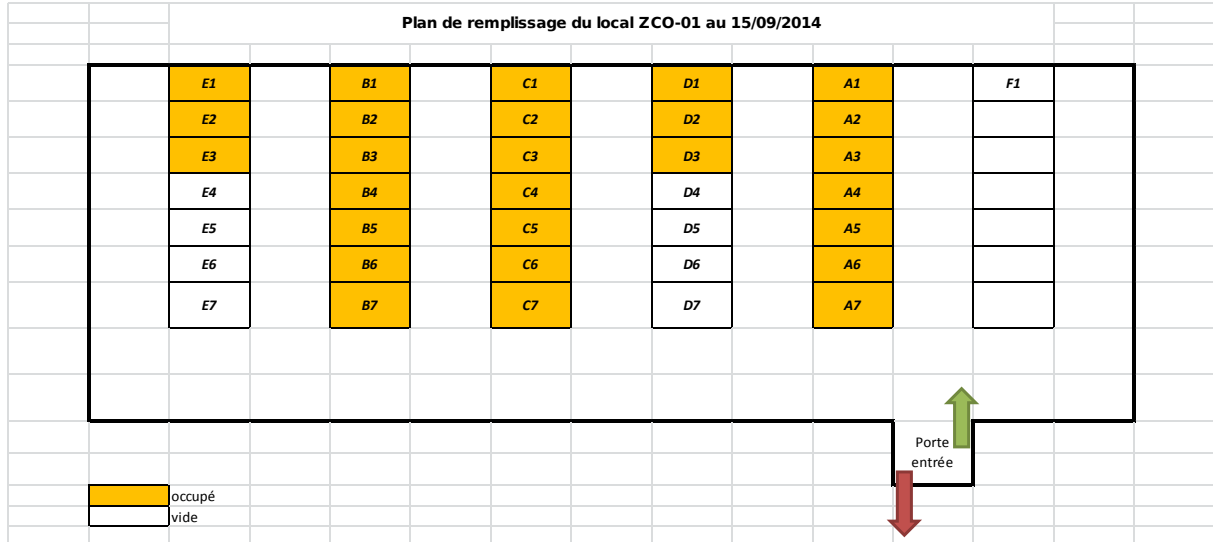 Plan de remplissage du local ZCO-01 au 15/09/2014
E1 B1 C1 D1 A1 F1
E2 B2 C2 D2 A2
E3 B3 C3 D3 A3
E4 B4 C4 D4 A4
E5 B5 C5 D5 A5
E6 B6 C6 D6 A6
E7 B7 C7 D7 A7
Porte
entrée
occupé
vide